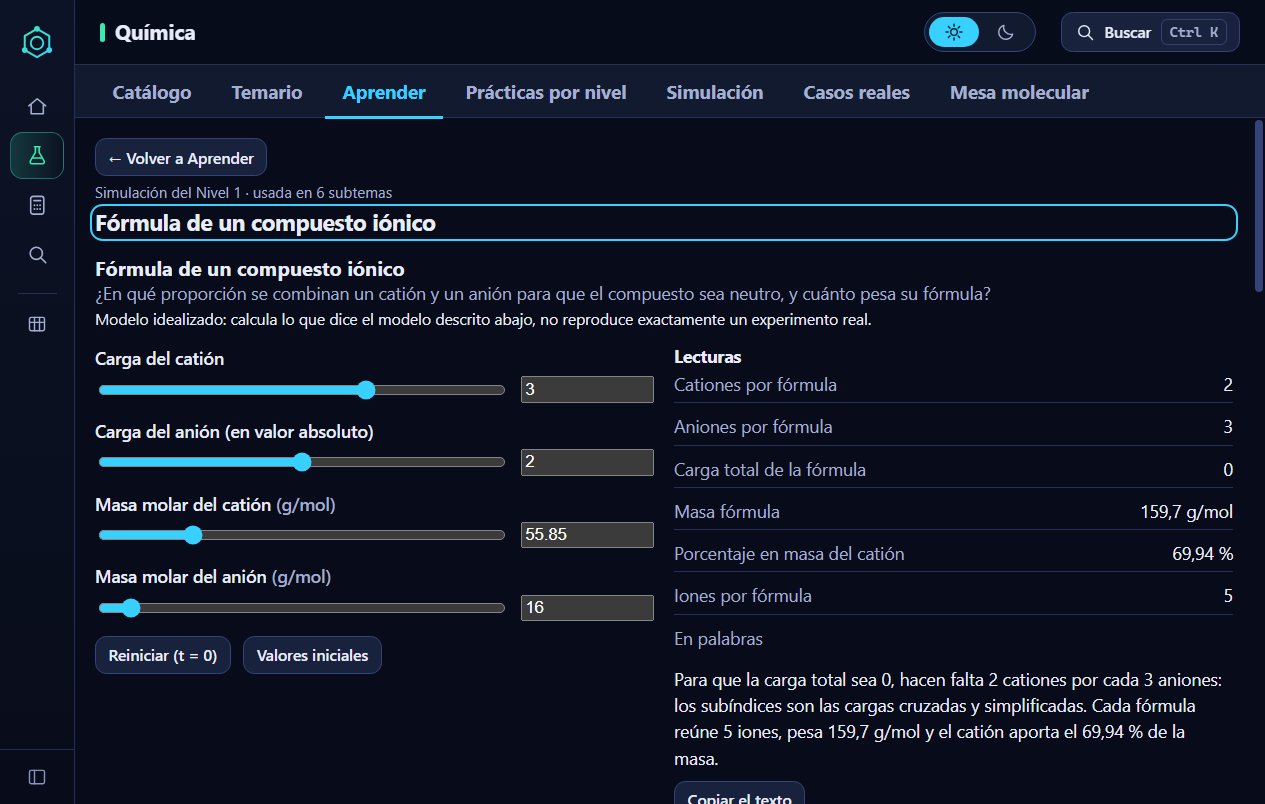 Química
Buscar Ctrl K
Catálogo Temario Aprender Prácticas por nivel Simulación Casos reales Mesa molecular
← Volver a Aprender
Simulación del Nivel 1 · usada en 6 subtemas
Fórmula de un compuesto iónico
Fórmula de un compuesto iónico
¿En qué proporción se combinan un catión y un anión para que el compuesto sea neutro, y cuánto pesa su fórmula?
Modelo idealizado: calcula lo que dice el modelo descrito abajo, no reproduce exactamente un experimento real.
Carga del catión
3
Carga del anión (en valor absoluto)
2
Masa molar del catión (g/mol)
55.85
Masa molar del anión (g/mol)
16
Reiniciar (t = 0) Valores iniciales
Lecturas
Cationes por fórmula 2
Aniones por fórmula 3
Carga total de la fórmula 0
Masa fórmula 159,7 g/mol
Porcentaje en masa del catión 69,94 %
Iones por fórmula 5
En palabras
Para que la carga total sea 0, hacen falta 2 cationes por cada 3 aniones:
los subíndices son las cargas cruzadas y simplificadas. Cada fórmula
reúne 5 iones, pesa 159,7 g/mol y el catión aporta el 69,94 % de la
masa.
Copiar el texto